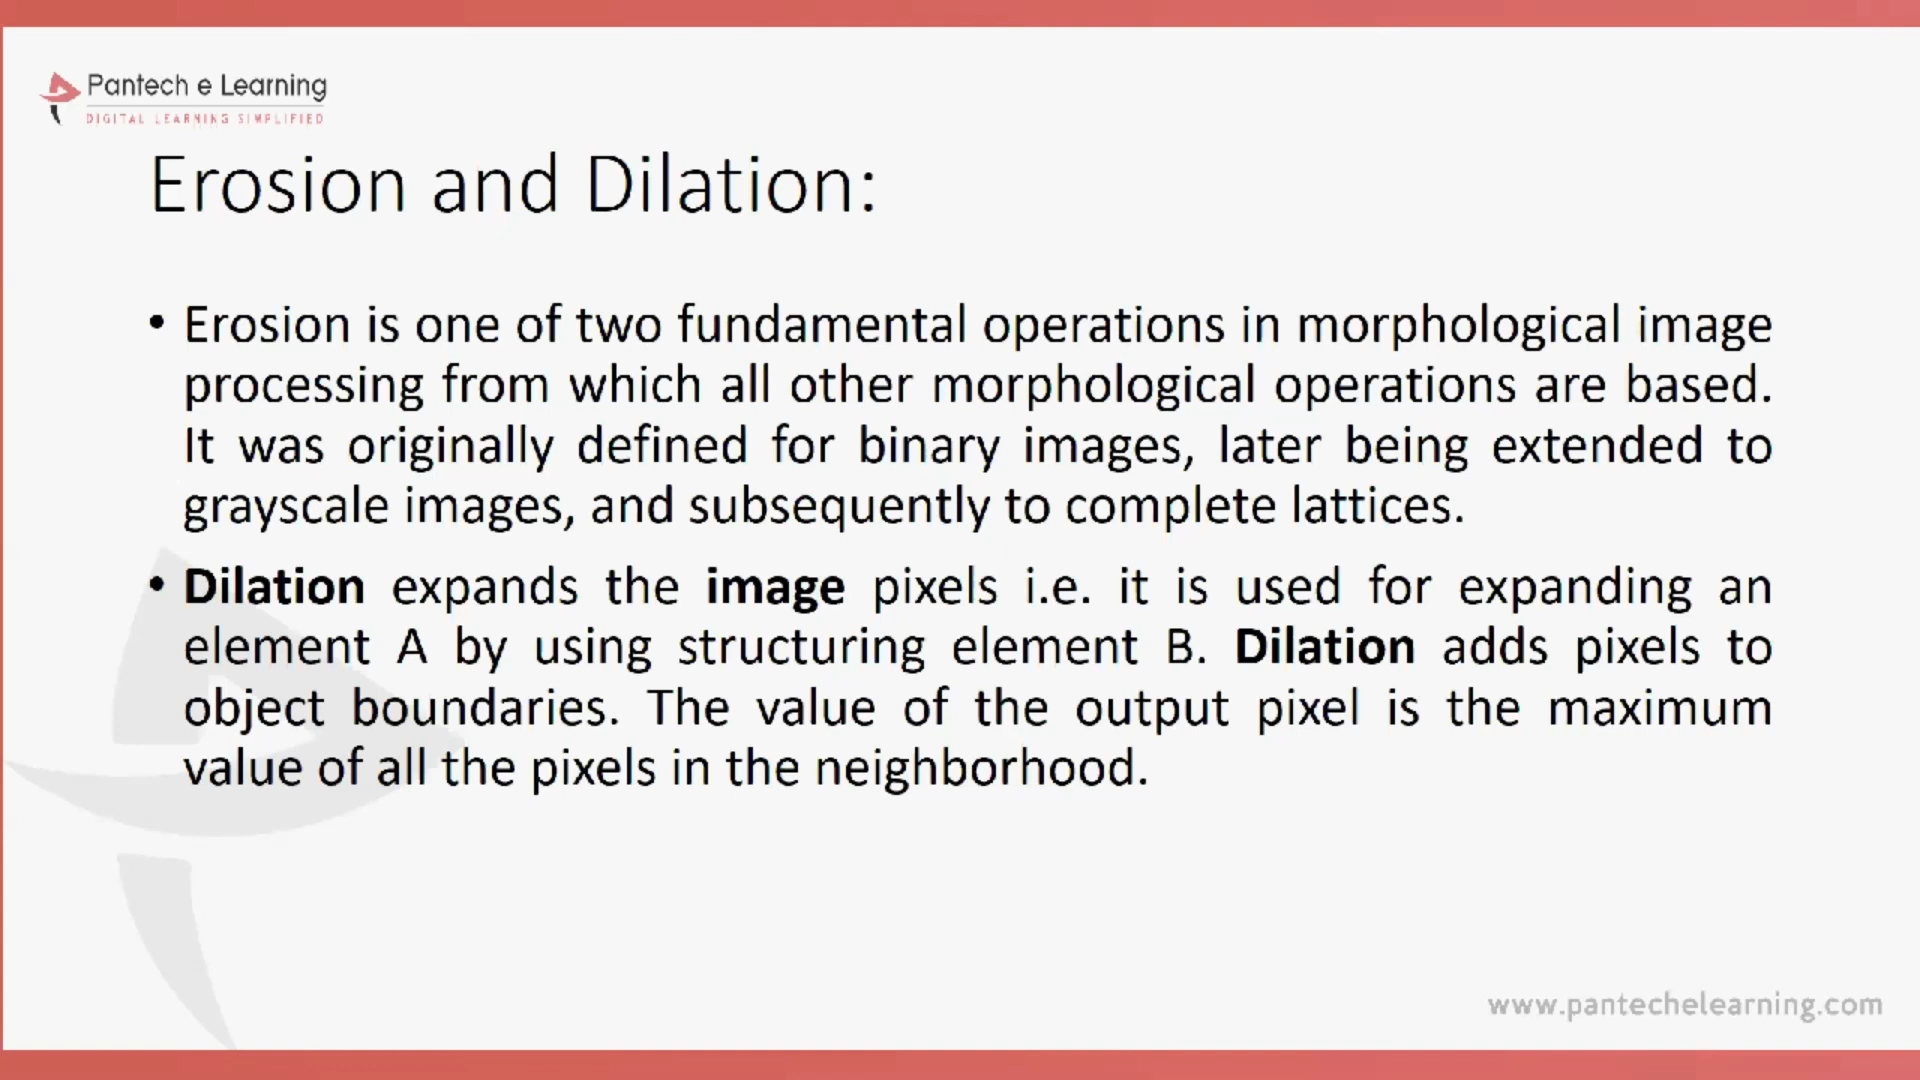 Pantech e Learning
DIGITAL LEARNING SIMPLIFIED
Erosion and Dilation:
• Erosion is one of two fundamental operations in morphological image
processing from which all other morphological operations are based.
It was originally defined for binary images, later being extended to
grayscale images, and subsequently to complete lattices.
• Dilation expands the image pixels i.e. it is used for expanding an
element A by using structuring element B. Dilation adds pixels to
object boundaries. The value of the output pixel is the maximum
value of all the pixels in the neighborhood.
www.pantechelearning.com